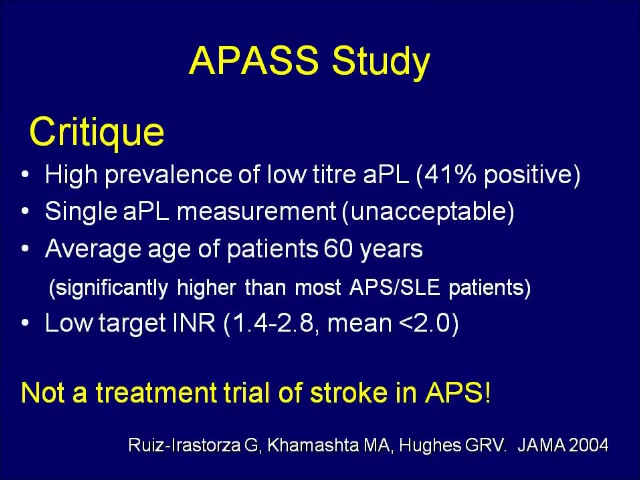 APASS Study
Critique
• High prevalence of low titre aPL (41% positive)
• Single aPL measurement (unacceptable)
• Average age of patients 60 years
(significantly higher than most APS/SLE patients)
• Low target INR (1.4-2.8, mean <2.0)
Not a treatment trial of stroke in APS!
Ruiz-Irastorza G, Khamashta MA, Hughes GRV. JAMA 2004